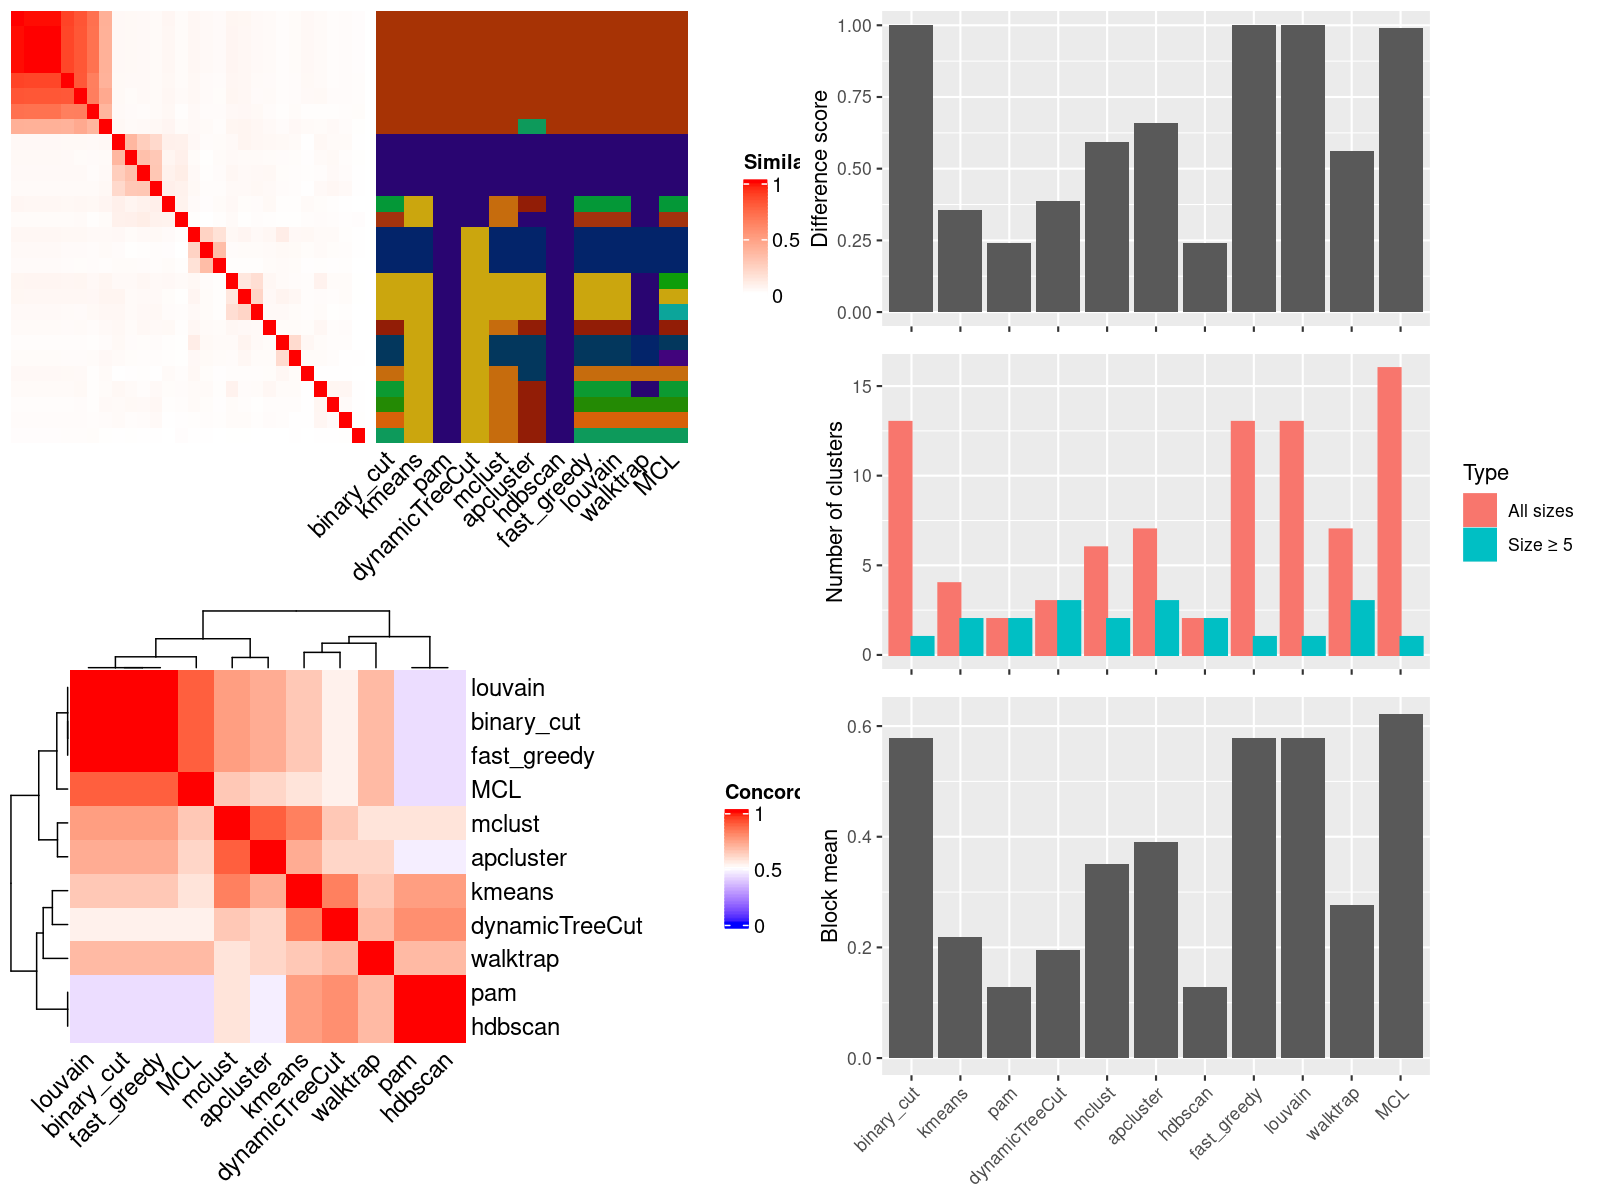 Simila
1
0.5
0
binary_cut
kmeans
pam
dynamicTreeCut
mclust
apcluster
hdbscan
fast_greedy
louvain
walktrap
MCL
louvain
binary_cut
fast_greedy
MCL
mclust
apcluster
kmeans
dynamicTreeCut
walktrap
pam
hdbscan
Concord
1
0.5
0
louvain
binary_cut
fast_greedy
MCL
mclust
apcluster
kmeans
dynamicTreeCut
walktrap
pam
hdbscan
Difference score
1.00
0.75
0.50
0.25
0.00
Number of clusters
15
10
5
0
Type
All sizes
Size ≥ 5
Block mean
0.6
0.4
0.2
0.0
binary_cut
kmeans
pam
dynamicTreeCut
mclust
apcluster
hdbscan
fast_greedy
louvain
walktrap
MCL